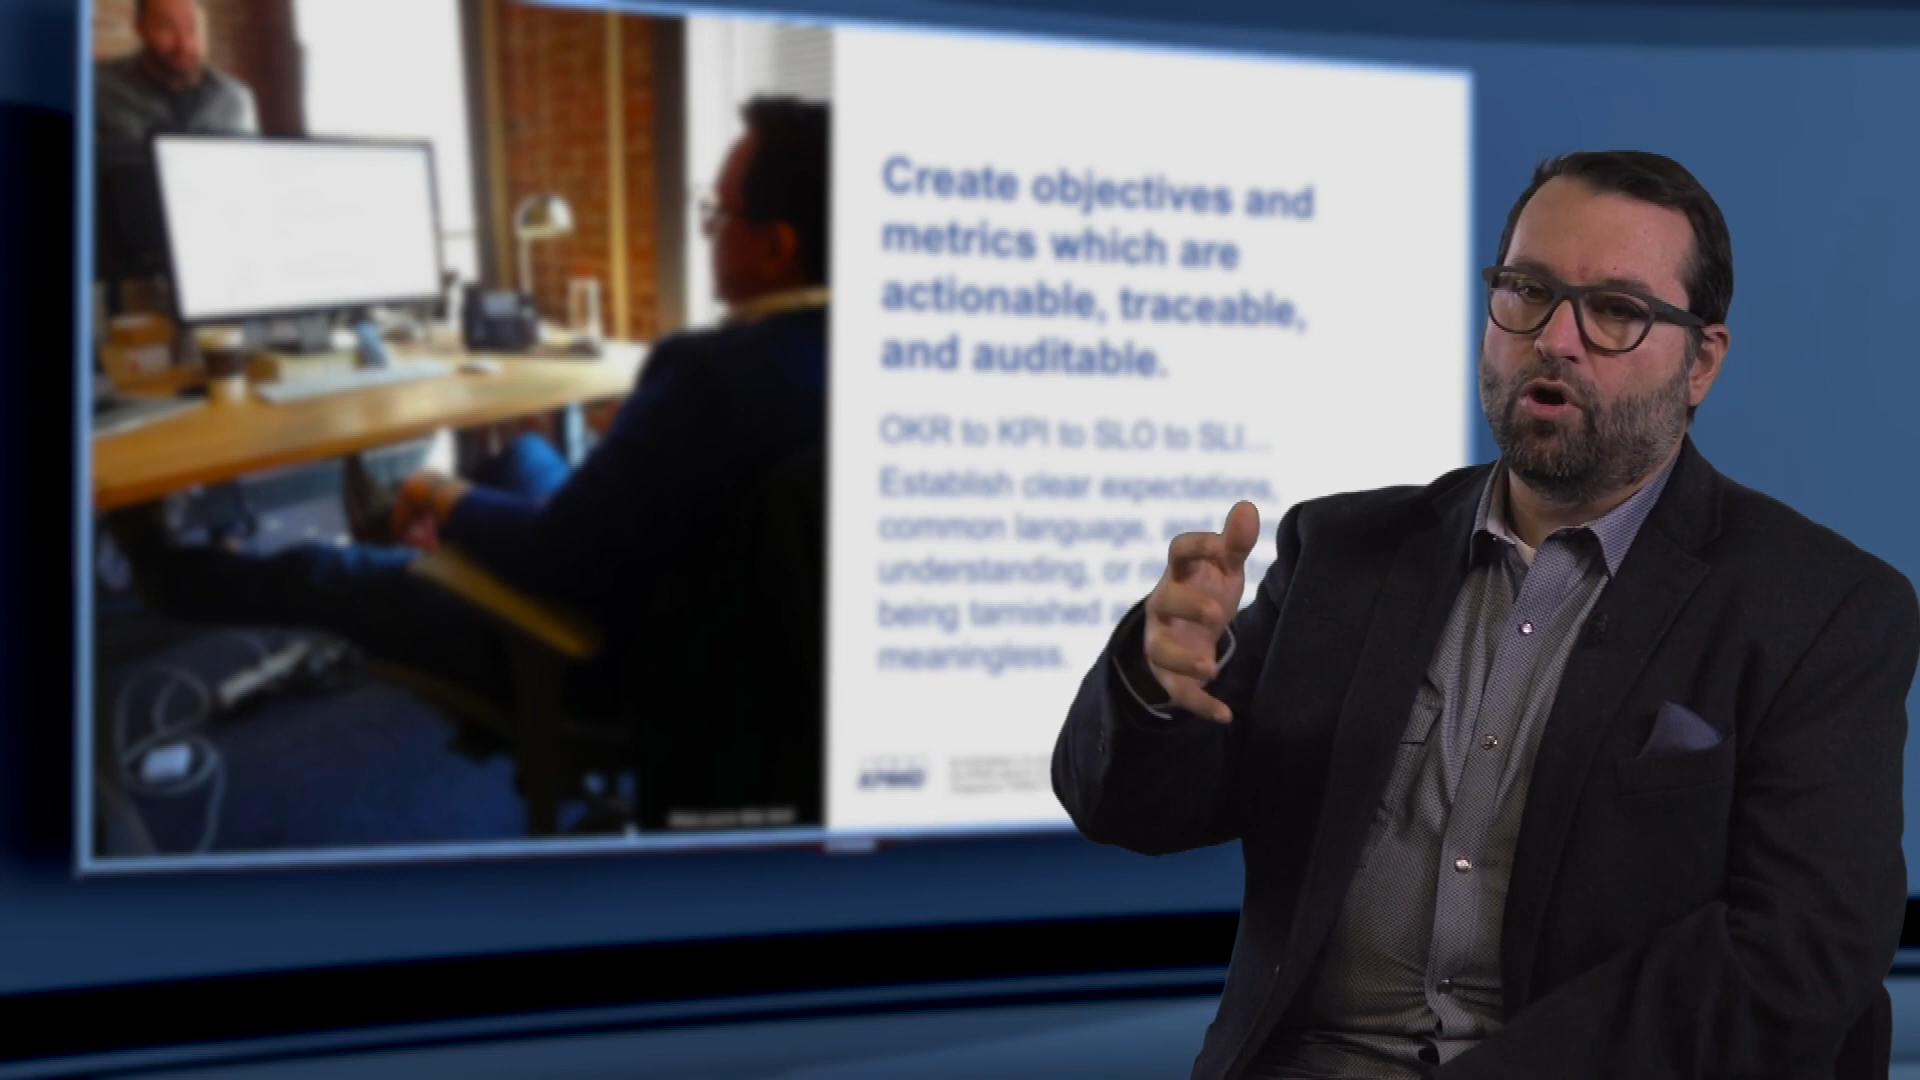 Create objectives and
metrics which are
actionable, traceable,
and auditable.
OKR to KPI to SLO to SLI...
Establish clear expectations,
common language, and
understanding, or
being tarnished
meaningless.
KPMG